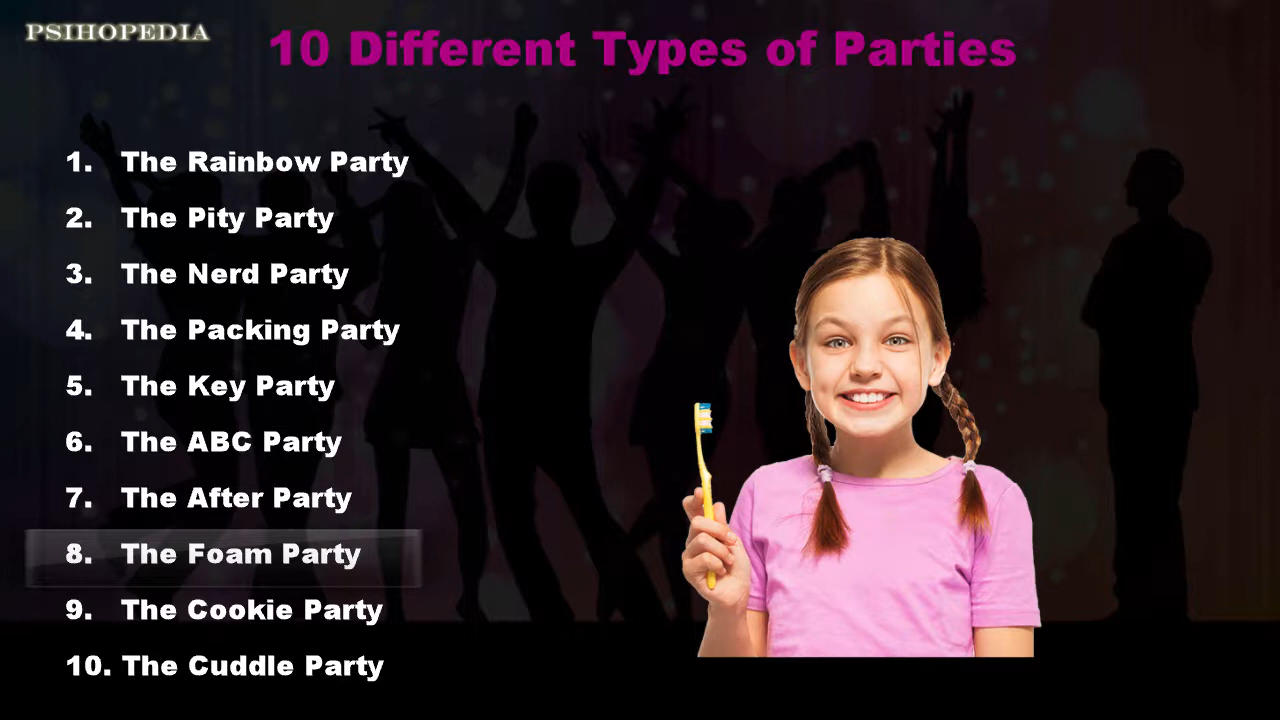 PSIHOPEDIA
10 Different Types of Parties
1. The Rainbow Party
2. The Pity Party
3. The Nerd Party
4. The Packing Party
5. The Key Party
6. The ABC Party
7. The After Party
8. The Foam Party
9. The Cookie Party
10. The Cuddle Party